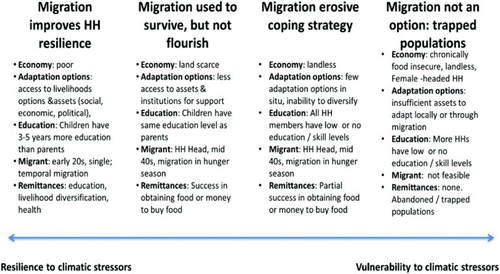 Migration improves HH
resilience
•Economy: poor
•Adaptation options:
access to livelihoods
options &assets (social,
economic, political),
•Education: Children have
3-5 years more education
than parents
•Migrant: early 20s, single;
temporal migration
•Remittances: education,
livelihood diversification,
health
Migration used to
survive, but not
flourish
•Economy: land scarce
•Adaptation options: less
access to assets &
institutions for support
•Education: Children have
same education level as
parents
•Migrant: HH Head, mid
40s, migration in hunger
season
•Remittances: Success in
obtaining food or money to
buy food
Migration erosive
coping strategy
•Economy: landless
•Adaptation options: few
adaptation options in
situ, inability to diversify
•Education: All HH
members have low or no
education / skill levels
•Migrant: HH Head, mid
40s, migration in hunger
season
•Remittances: Partial
success in obtaining food
or money to buy food
Migration not an
option: trapped
populations
•Economy: chronically
food insecure, landless,
Female -headed HH
•Adaptation options:
insufficient assets to
adapt locally or through
migration
•Education: More HHs
have low or no
education / skill levels
•Migrant: not feasible
•Remittances: none.
Abandoned / trapped
populations
Resilience to climatic stressors
Vulnerability to climatic stressors